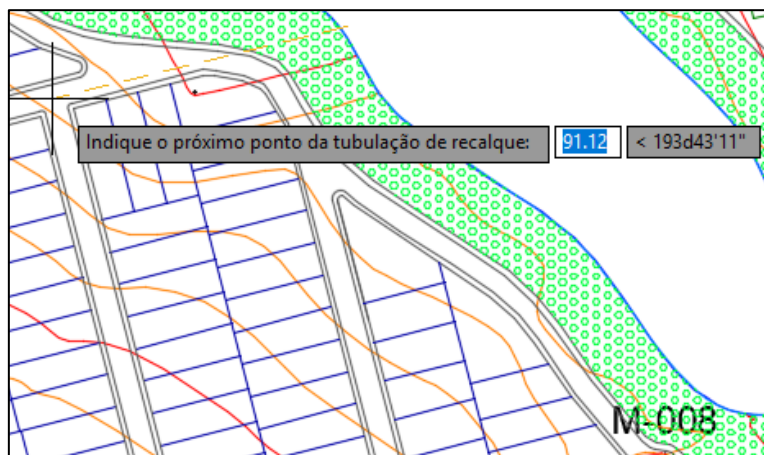 Indique o próximo ponto da tubulação de recalque: 91.12 < 193d43'11"
M-008